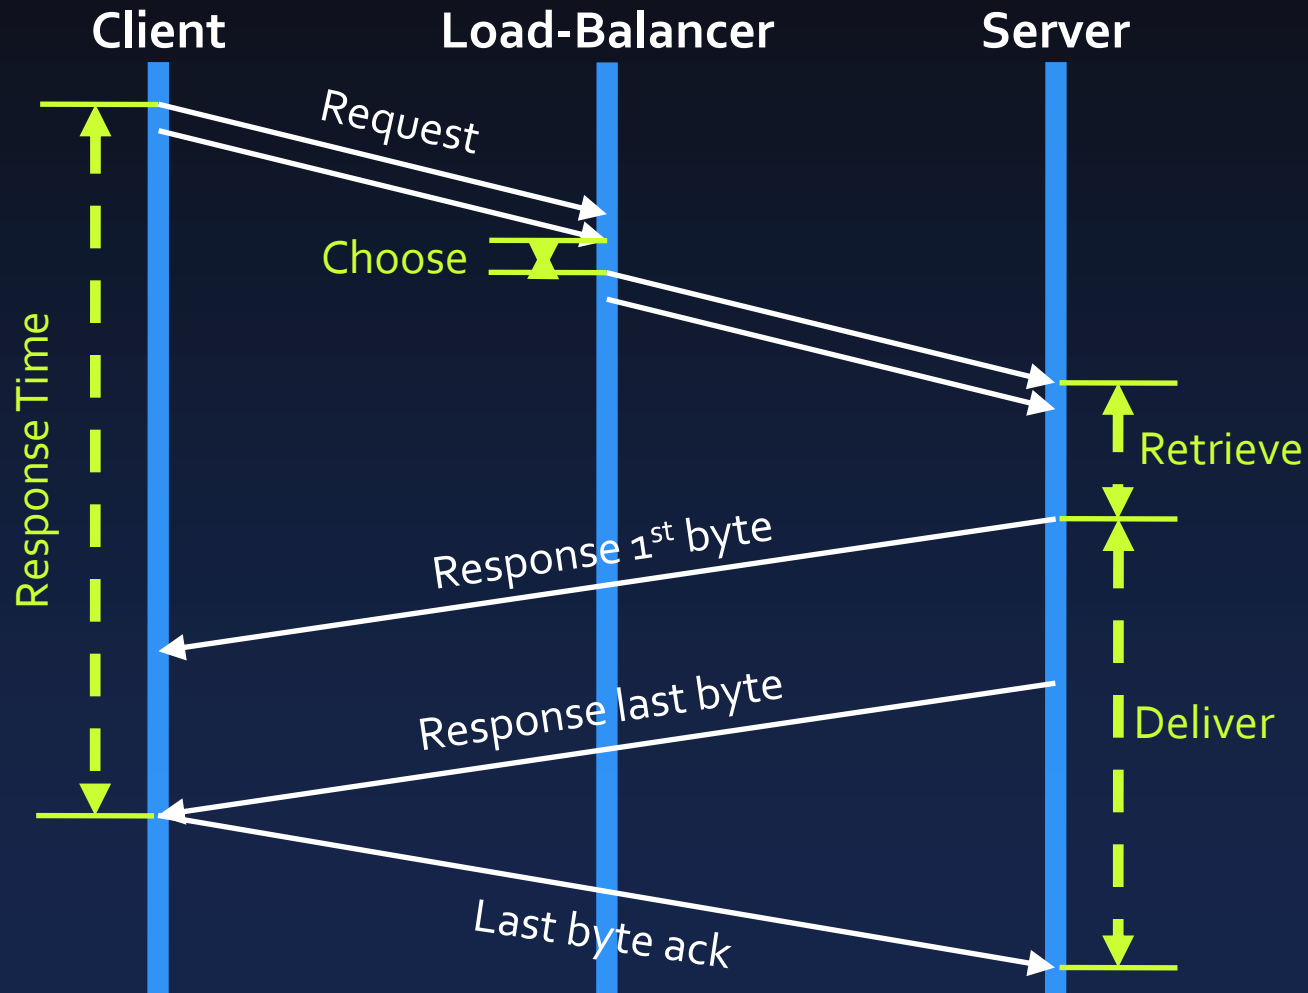 Client
Load-Balancer
Server
Request
Choose
Response Time
Retrieve
Response 1st byte
Response last byte
Deliver
Last byte ack